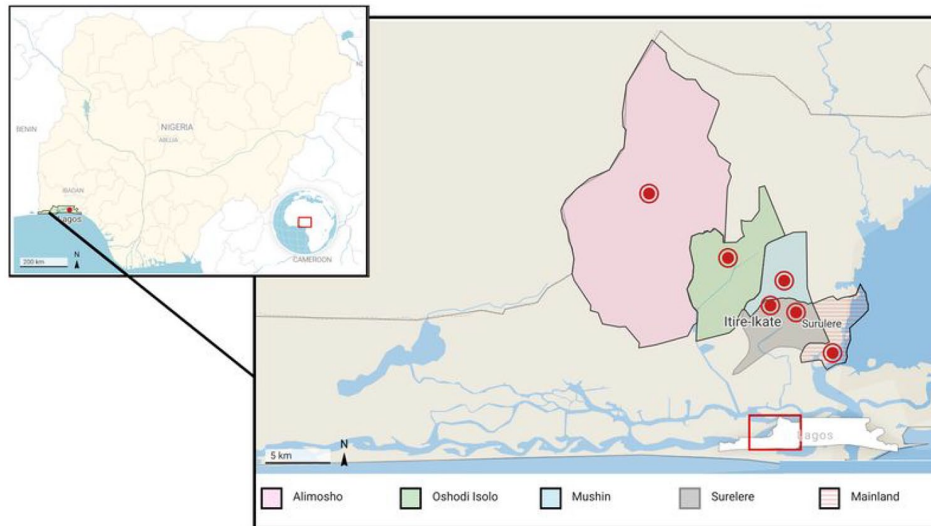 BENIN
NIGERIA
ABUJA
IBADAN
Lagos
CAMEROON
200 km
N
Itire-Ikate
Surulere
Lagos
5 km
N
Alimosho
Oshodi Isolo
Mushin
Surelere
Mainland